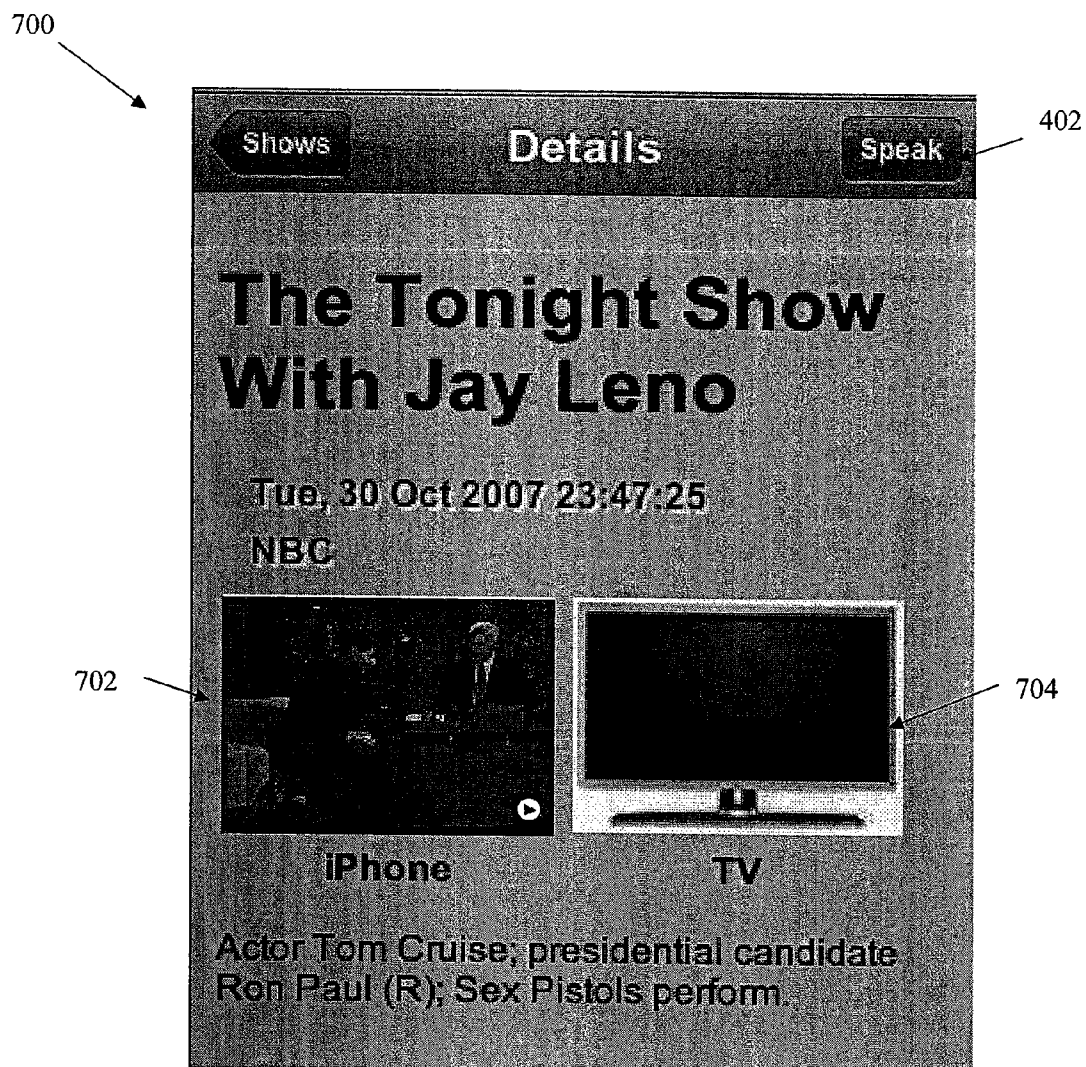 700
Shows
Details
Speak
402
The Tonight Show
With Jay Leno
Tue, 30 Oct 2007 23:47:25
NBC
702
704
iPhone
TV
Actor Tom Cruise; presidential candidate
Ron Paul (R); Sex Pistols perform.